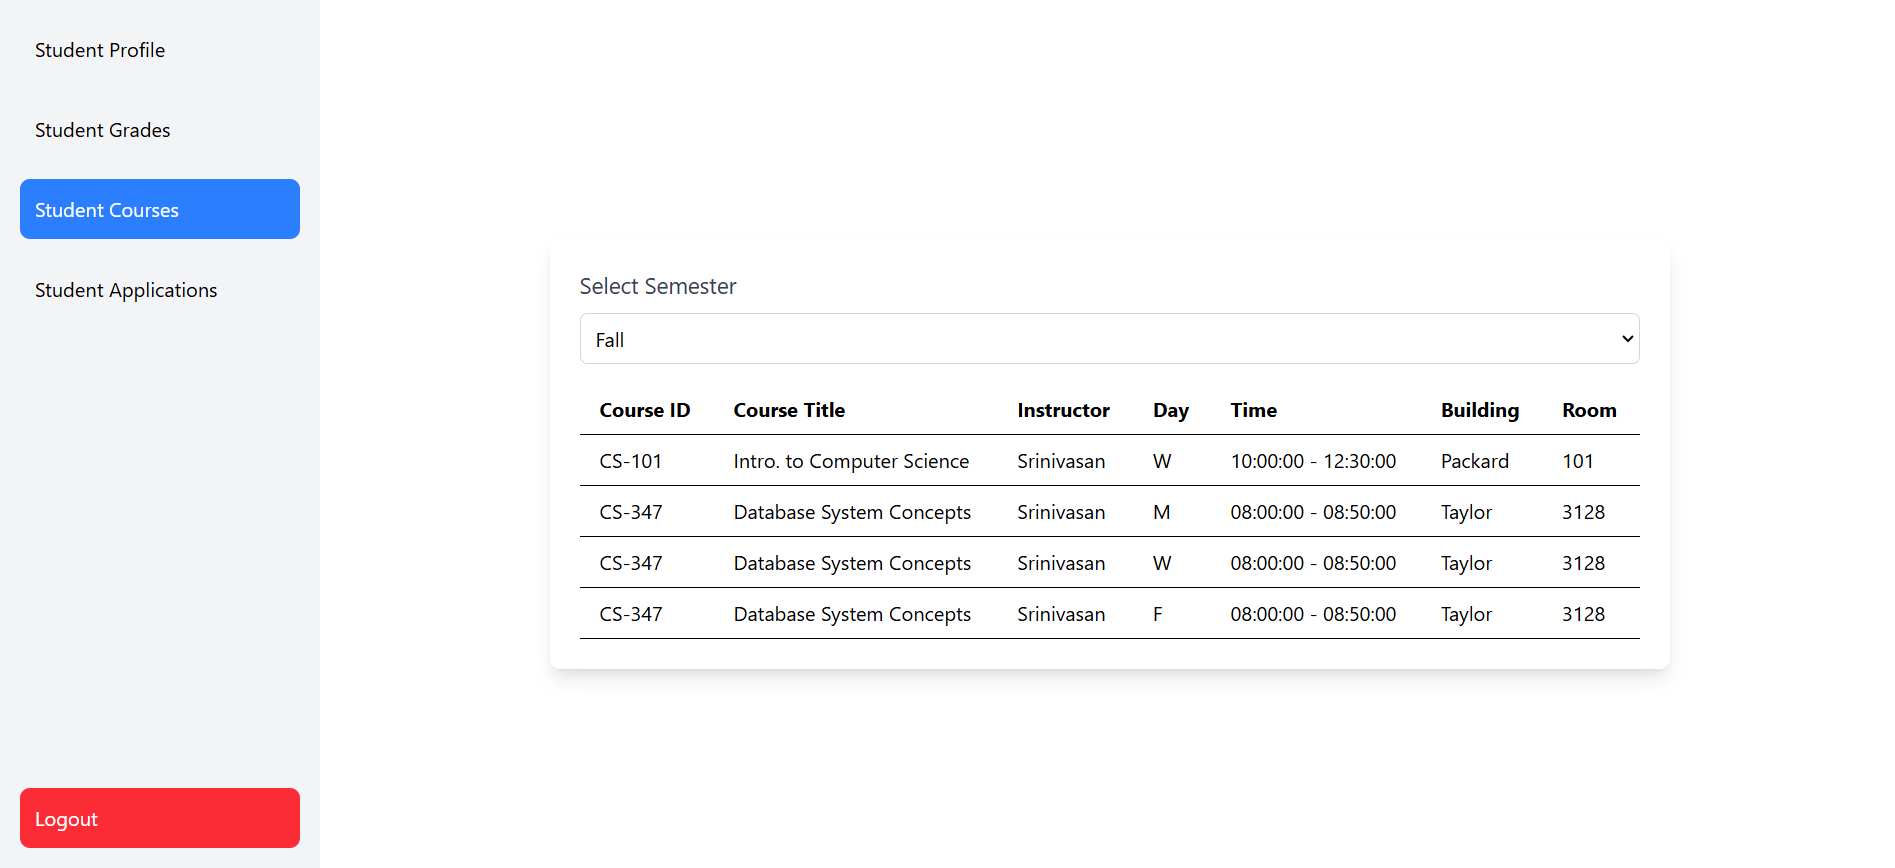 Student Profile
Student Grades
Student Courses
Student Applications
Logout
Select Semester
Fall
Course ID Course Title Instructor Day Time Building Room
CS-101 Intro. to Computer Science Srinivasan W 10:00:00 - 12:30:00 Packard 101
CS-347 Database System Concepts Srinivasan M 08:00:00 - 08:50:00 Taylor 3128
CS-347 Database System Concepts Srinivasan W 08:00:00 - 08:50:00 Taylor 3128
CS-347 Database System Concepts Srinivasan F 08:00:00 - 08:50:00 Taylor 3128